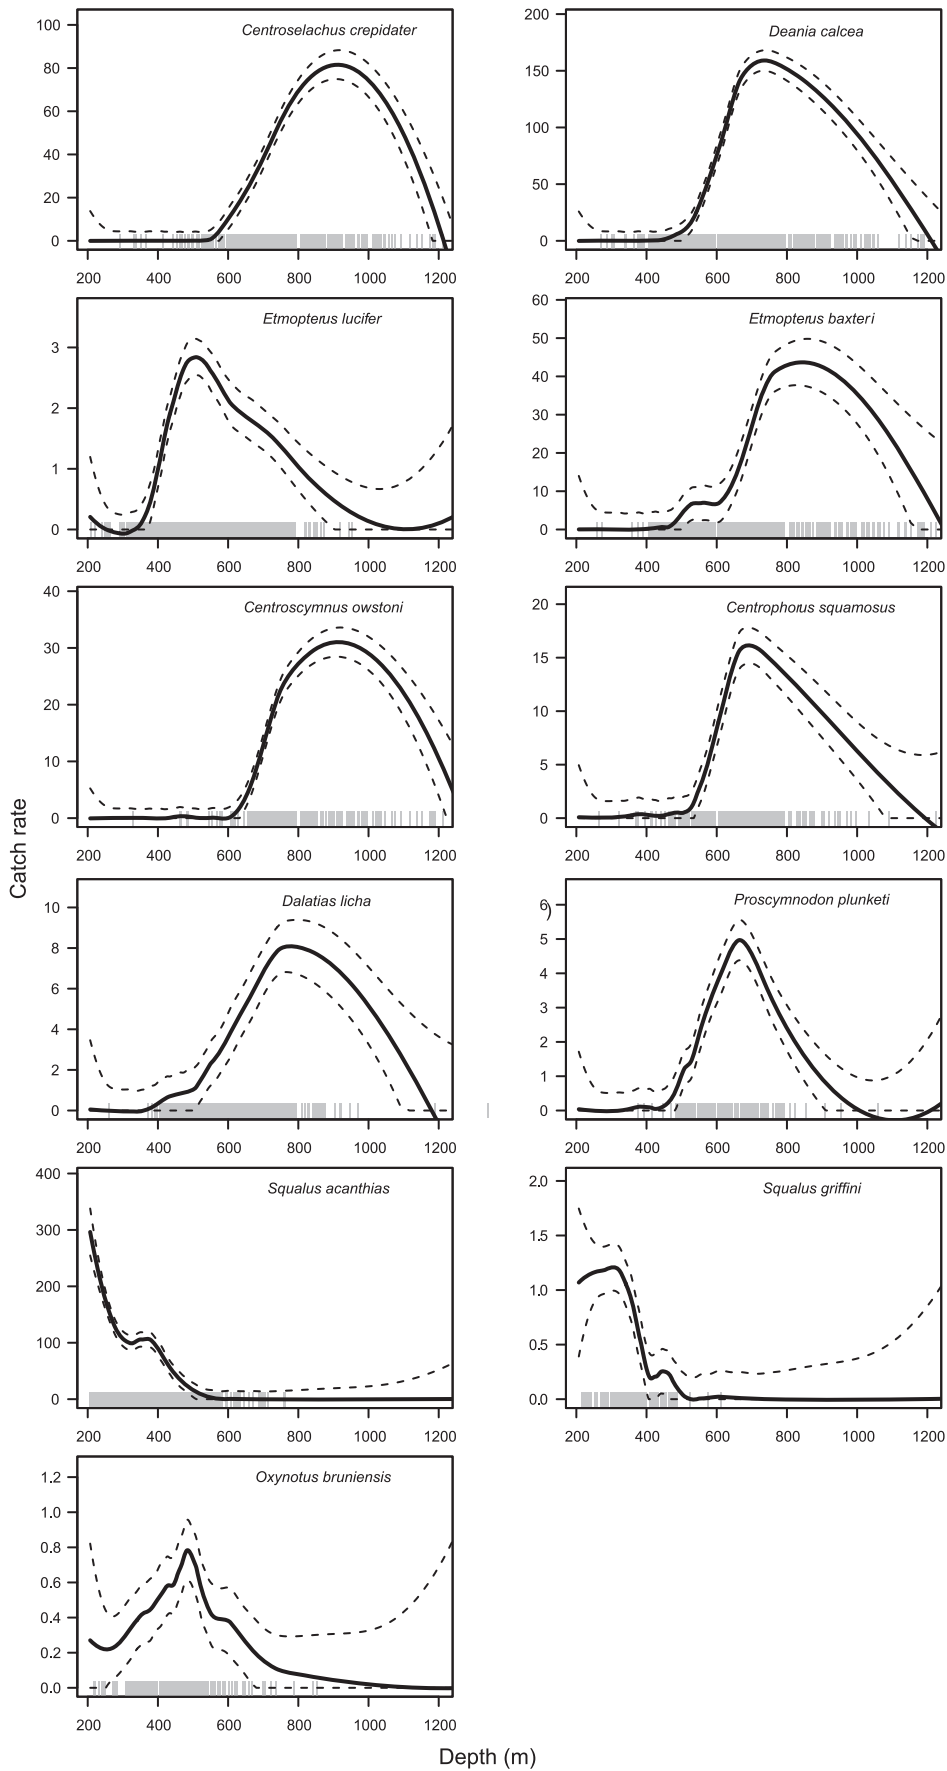 Centroselachus crepidater
100
80
60
40
20
0
200 400 600 800 1000 1200
Deania calcea
200
150
100
50
0
200 400 600 800 1000 1200
Etmopterus lucifer
3
2
1
0
200 400 600 800 1000 1200
Etmopterus baxteri
60
50
40
30
20
10
0
200 400 600 800 1000 1200
Centroscymnus owstoni
40
30
20
10
0
200 400 600 800 1000 1200
Centrophorus squamosus
20
15
10
5
0
200 400 600 800 1000 1200
Catch rate
Dalatias licha
10
8
6
4
2
0
200 400 600 800 1000 1200
Proscymnodon plunketi
6
)
5
4
3
2
1
0
200 400 600 800 1000 1200
Squalus acanthias
400
300
200
100
0
200 400 600 800 1000 1200
Squalus griffini
2.0
1.5
1.0
0.5
0.0
200 400 600 800 1000 1200
Oxynotus bruniensis
1.2
1.0
0.8
0.6
0.4
0.2
0.0
200 400 600 800 1000 1200
Depth (m)